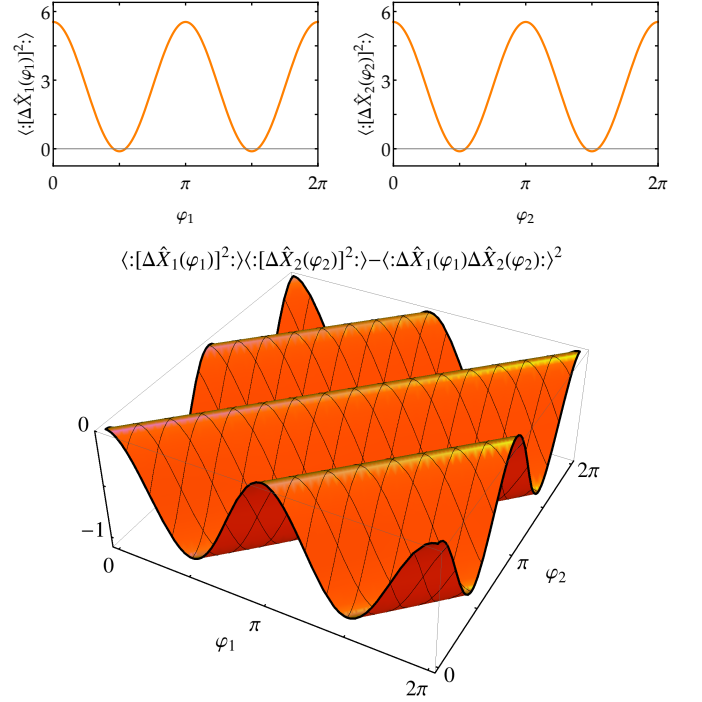 6
3
0
0
π
2π
⟨:[ΔX̂₁(φ₁)]²:⟩
φ₁
6
3
0
0
π
2π
⟨:[ΔX̂₂(φ₂)]²:⟩
φ₂
⟨:[ΔX̂₁(φ₁)]²:⟩⟨:[ΔX̂₂(φ₂)]²:⟩−⟨:ΔX̂₁(φ₁)ΔX̂₂(φ₂):⟩²
0
−1
0
π
2π
φ₁
0
π
2π
φ₂